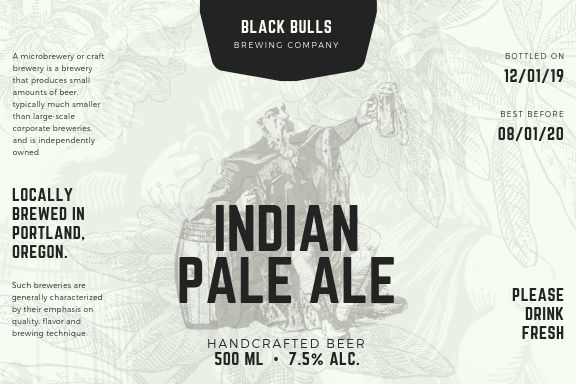 BLACK BULLS
BREWING COMPANY
A microbrewery or craft
brewery is a brewery
that produces small
amounts of beer,
typically much smaller
than large-scale
corporate breweries,
and is independently
owned.
LOCALLY
BREWED IN
PORTLAND,
OREGON.
Such breweries are
generally characterized
by their emphasis on
quality, flavor and
brewing technique.
INDIAN
PALE ALE
HANDCRAFTED BEER
500 ML • 7.5% ALC.
BOTTLED ON
12/01/19
BEST BEFORE
08/01/20
PLEASE
DRINK
FRESH